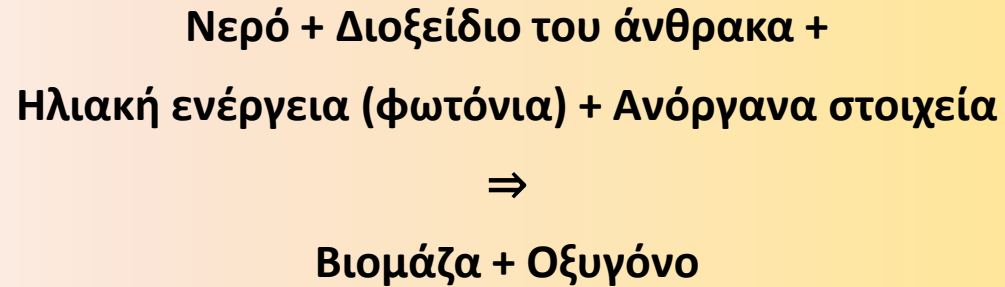 Νερό + Διοξείδιο του άνθρακα +
Ηλιακή ενέργεια (φωτόνια) + Ανόργανα στοιχεία
⇒
Βιομάζα + Οξυγόνο